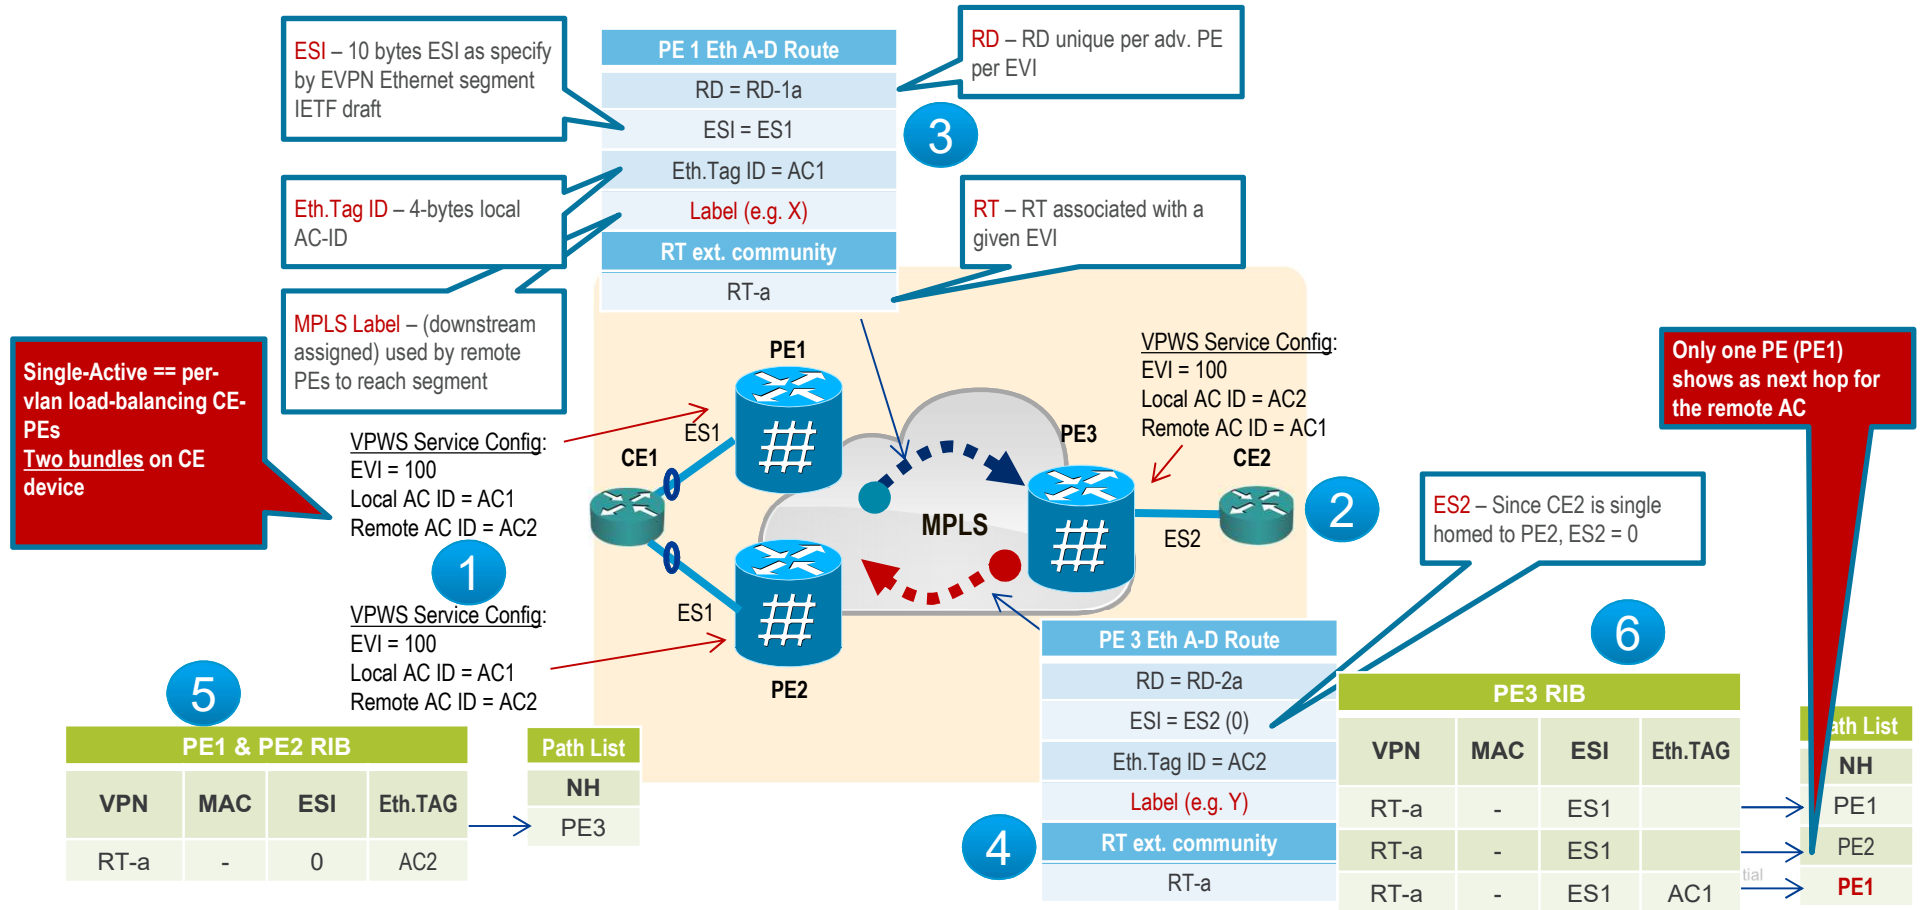 ESI – 10 bytes ESI as specify
by EVPN Ethernet segment
IETF draft
PE 1 Eth A-D Route
RD = RD-1a
ESI = ES1
Eth.Tag ID = AC1
Label (e.g. X)
RT ext. community
RT-a
RD – RD unique per adv. PE
per EVI
3
Eth.Tag ID – 4-bytes local
AC-ID
RT – RT associated with a
given EVI
MPLS Label – (downstream
assigned) used by remote
PEs to reach segment
Single-Active == per-
vlan load-balancing CE-
PEs
Two bundles on CE
device
VPWS Service Config:
EVI = 100
Local AC ID = AC1
Remote AC ID = AC2
1
VPWS Service Config:
EVI = 100
Local AC ID = AC1
Remote AC ID = AC2
CE1
ES1
ES1
PE1
PE2
MPLS
PE3
VPWS Service Config:
EVI = 100
Local AC ID = AC2
Remote AC ID = AC1
CE2
ES2
2
Only one PE (PE1)
shows as next hop for
the remote AC
ES2 – Since CE2 is single
homed to PE2, ES2 = 0
5
PE1 & PE2 RIB
VPN MAC ESI Eth.TAG
RT-a - 0 AC2
Path List
NH
PE3
4
PE 3 Eth A-D Route
RD = RD-2a
ESI = ES2 (0)
Eth.Tag ID = AC2
Label (e.g. Y)
RT ext. community
RT-a
6
PE3 RIB
VPN MAC ESI Eth.TAG
RT-a - ES1
RT-a - ES1
RT-a - ES1 AC1
ath List
NH
PE1
PE2
PE1
tial